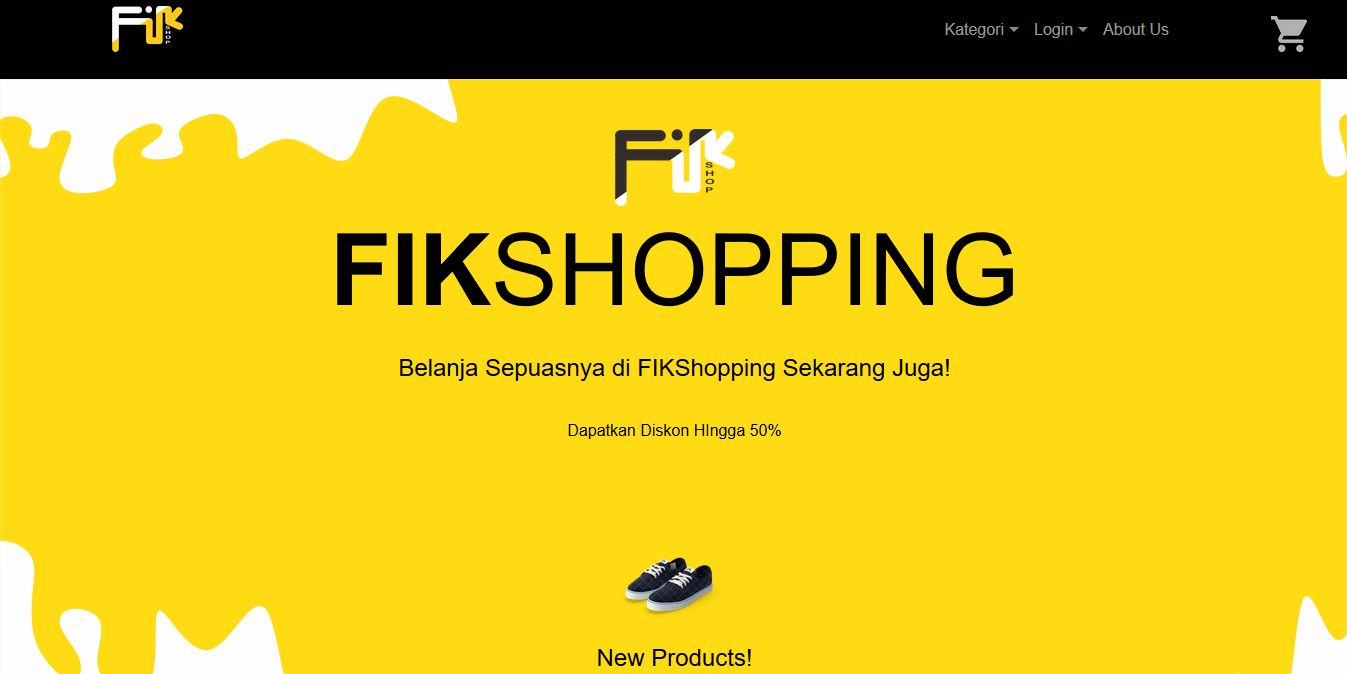 FiK
SHOP
Kategori
Login
About Us
FiK
SHOP
FIKSHOPPING
Belanja Sepuasnya di FIKShopping Sekarang Juga!
Dapatkan Diskon HIngga 50%
New Products!